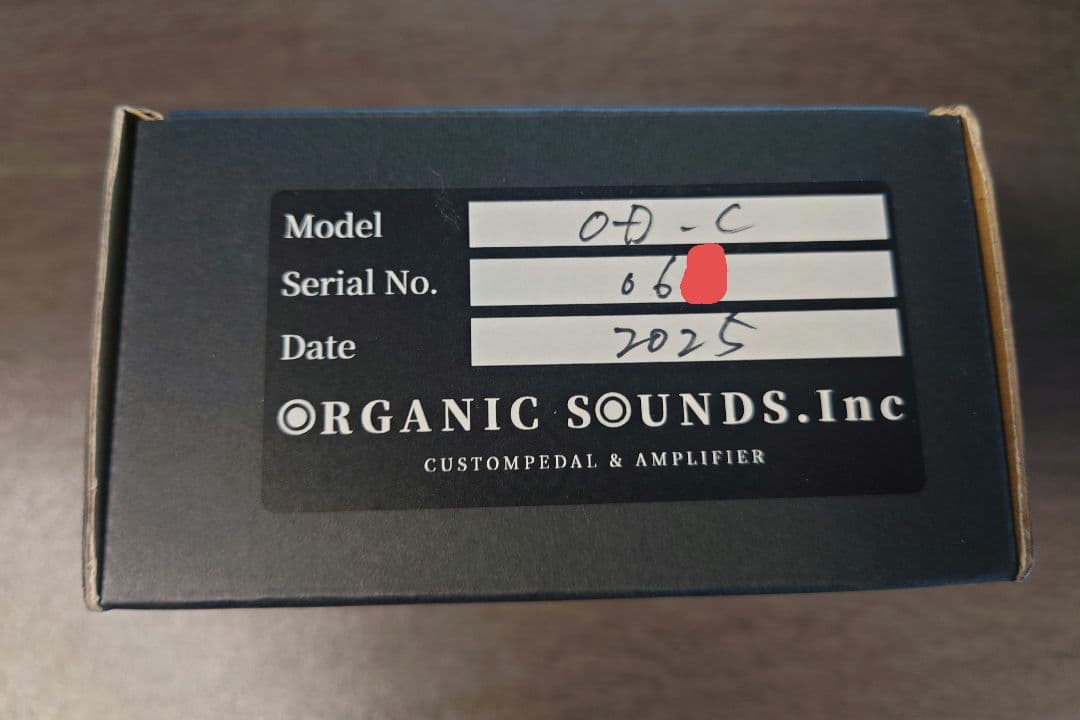 Model OD-C
Serial No. 06
Date 2025
ORGANIC SOUNDS.Inc
CUSTOMPEDAL & AMPLIFIER